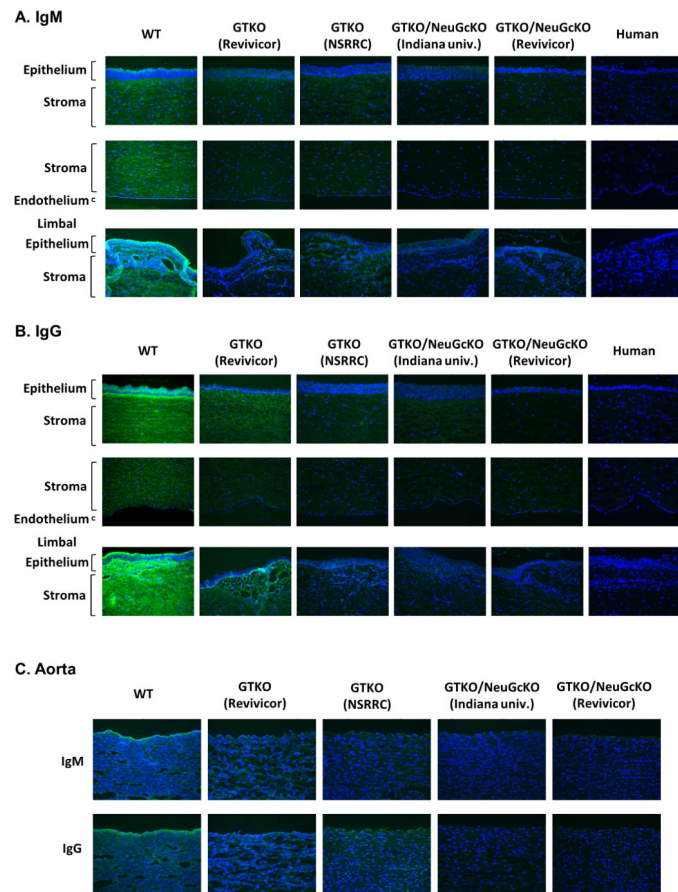 A. IgM
WT
GTKO
(Revivicor)
GTKO
(NSRRC)
GTKO/NeuGcKO
(Indiana univ.)
GTKO/NeuGcKO
(Revivicor)
Human
Epithelium
Stroma
Stroma
Endothelium
Limbal
Epithelium
Stroma
B. IgG
WT
GTKO
(Revivicor)
GTKO
(NSRRC)
GTKO/NeuGcKO
(Indiana univ.)
GTKO/NeuGcKO
(Revivicor)
Human
Epithelium
Stroma
Stroma
Endothelium
Limbal
Epithelium
Stroma
C. Aorta
WT
GTKO
(Revivicor)
GTKO
(NSRRC)
GTKO/NeuGcKO
(Indiana univ.)
GTKO/NeuGcKO
(Revivicor)
IgM
IgG